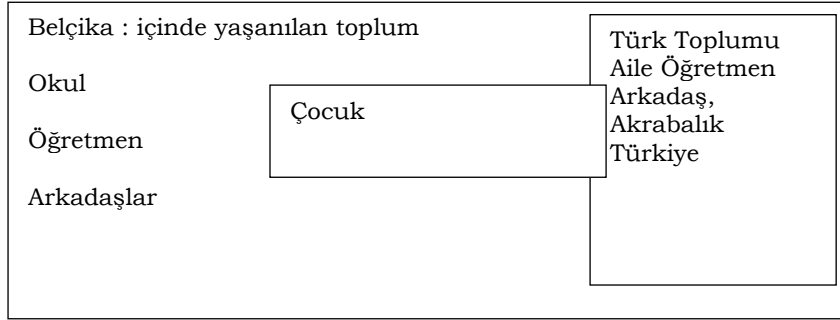 Belçika : içinde yaşanılan toplum
Okul
Öğretmen
Arkadaşlar
Çocuk
Türk Toplumu
Aile Öğretmen
Arkadaş,
Akrabalık
Türkiye